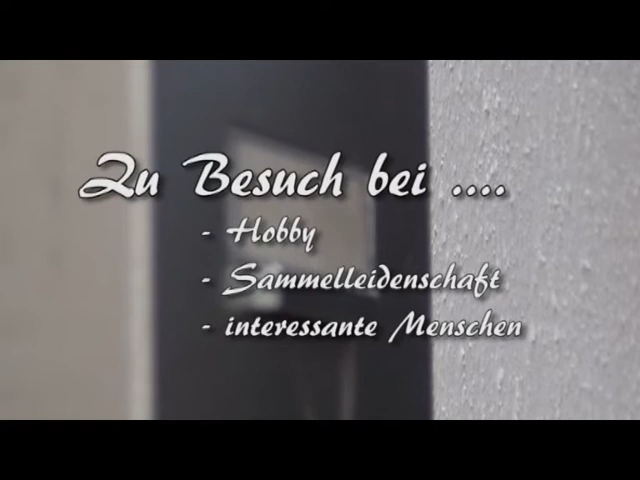 Zu Besuch bei ....
- Hobby
- Sammelleidenschaft
- interessante Menschen